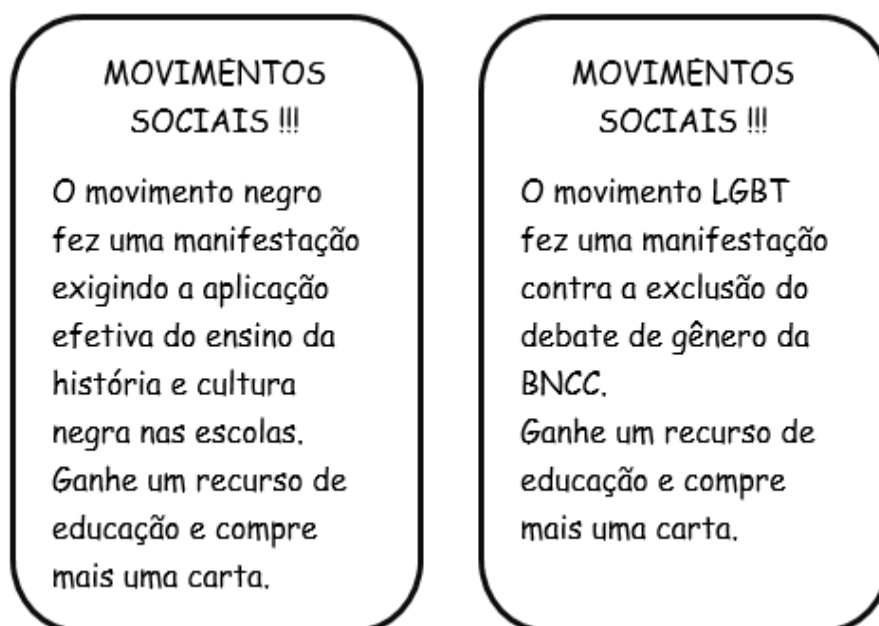 MOVIMENTOS
SOCIAIS !!!
O movimento negro
fez uma manifestação
exigindo a aplicação
efetiva do ensino da
história e cultura
negra nas escolas.
Ganhe um recurso de
educação e compre
mais uma carta.
MOVIMENTOS
SOCIAIS !!!
O movimento LGBT
fez uma manifestação
contra a exclusão do
debate de gênero da
BNCC.
Ganhe um recurso de
educação e compre
mais uma carta.